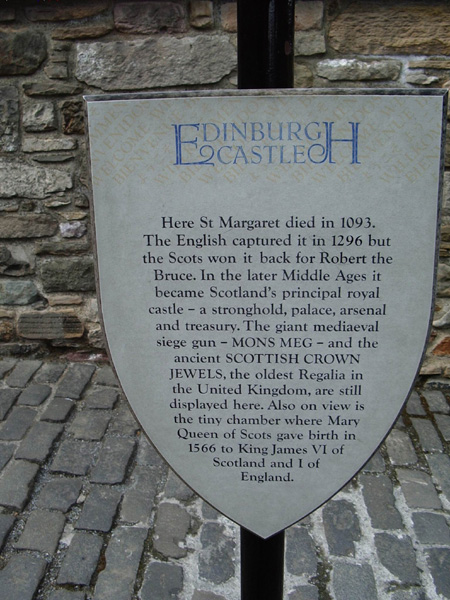 EDINBURGH
CASTLE
Here St Margaret died in 1093.
The English captured it in 1296 but
the Scots won it back for Robert the
Bruce. In the later Middle Ages it
became Scotland's principal royal
castle – a stronghold, palace, arsenal
and treasury. The giant mediaeval
siege gun – MONS MEG – and the
ancient SCOTTISH CROWN
JEWELS, the oldest Regalia in
the United Kingdom, are still
displayed here. Also on view is
the tiny chamber where Mary
Queen of Scots gave birth in
1566 to King James VI of
Scotland and I of
England.